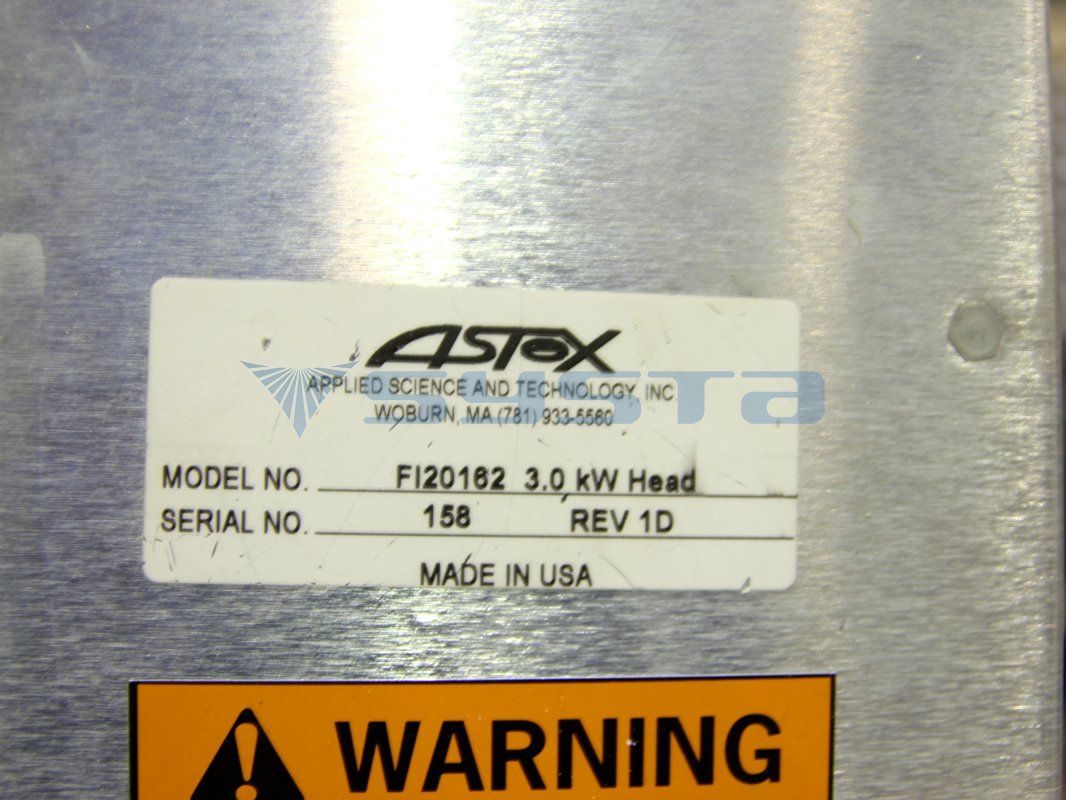 ASTeX
APPLIED SCIENCE AND TECHNOLOGY, INC.
WOBURN, MA (781) 933-5560
systa
MODEL NO. FI20162 3.0 kW Head
SERIAL NO. 158 REV 1D
MADE IN USA
WARNING